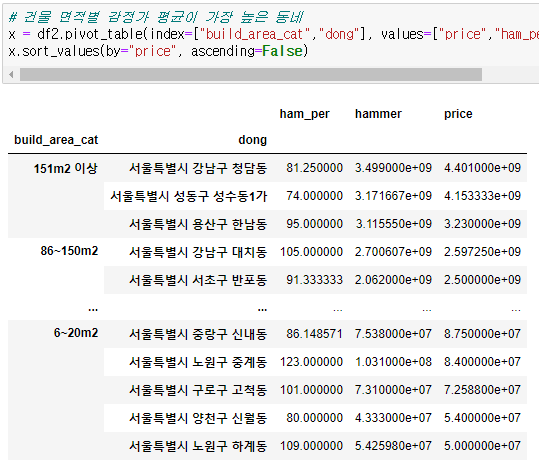 # 건물 면적별 감정가 평균이 가장 높은 동네
x = df2.pivot_table(index=["build_area_cat","dong"], values=["price","ham_pe
x.sort_values(by="price", ascending=False)
ham_per hammer price
build_area_cat dong
151m2 이상 서울특별시 강남구 청담동 81.250000 3.499000e+09 4.401000e+09
서울특별시 성동구 성수동1가 74.000000 3.171667e+09 4.153333e+09
서울특별시 용산구 한남동 95.000000 3.115550e+09 3.230000e+09
86~150m2 서울특별시 강남구 대치동 105.000000 2.700607e+09 2.597250e+09
서울특별시 서초구 반포동 91.333333 2.062000e+09 2.500000e+09
... ... ... ... ...
6~20m2 서울특별시 중랑구 신내동 86.148571 7.538000e+07 8.750000e+07
서울특별시 노원구 중계동 123.000000 1.031000e+08 8.400000e+07
서울특별시 구로구 고척동 101.000000 7.310000e+07 7.258800e+07
서울특별시 양천구 신월동 80.000000 4.333000e+07 5.400000e+07
서울특별시 노원구 하계동 109.000000 5.425980e+07 5.000000e+07